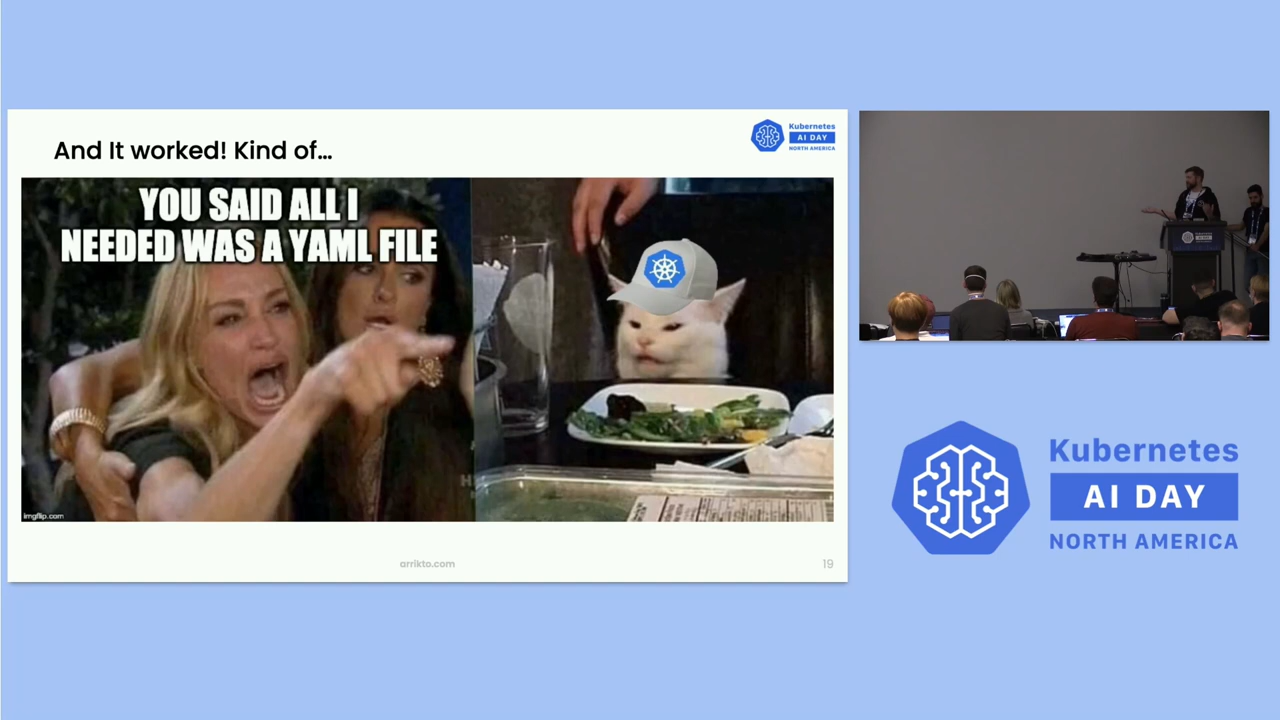 And It worked! Kind of...
Kubernetes
AI DAY
NORTH AMERICA
YOU SAID ALL I
NEEDED WAS A YAML FILE
imgflip.com
arrikto.com
19
Kubernetes
AI DAY
NORTH AMERICA